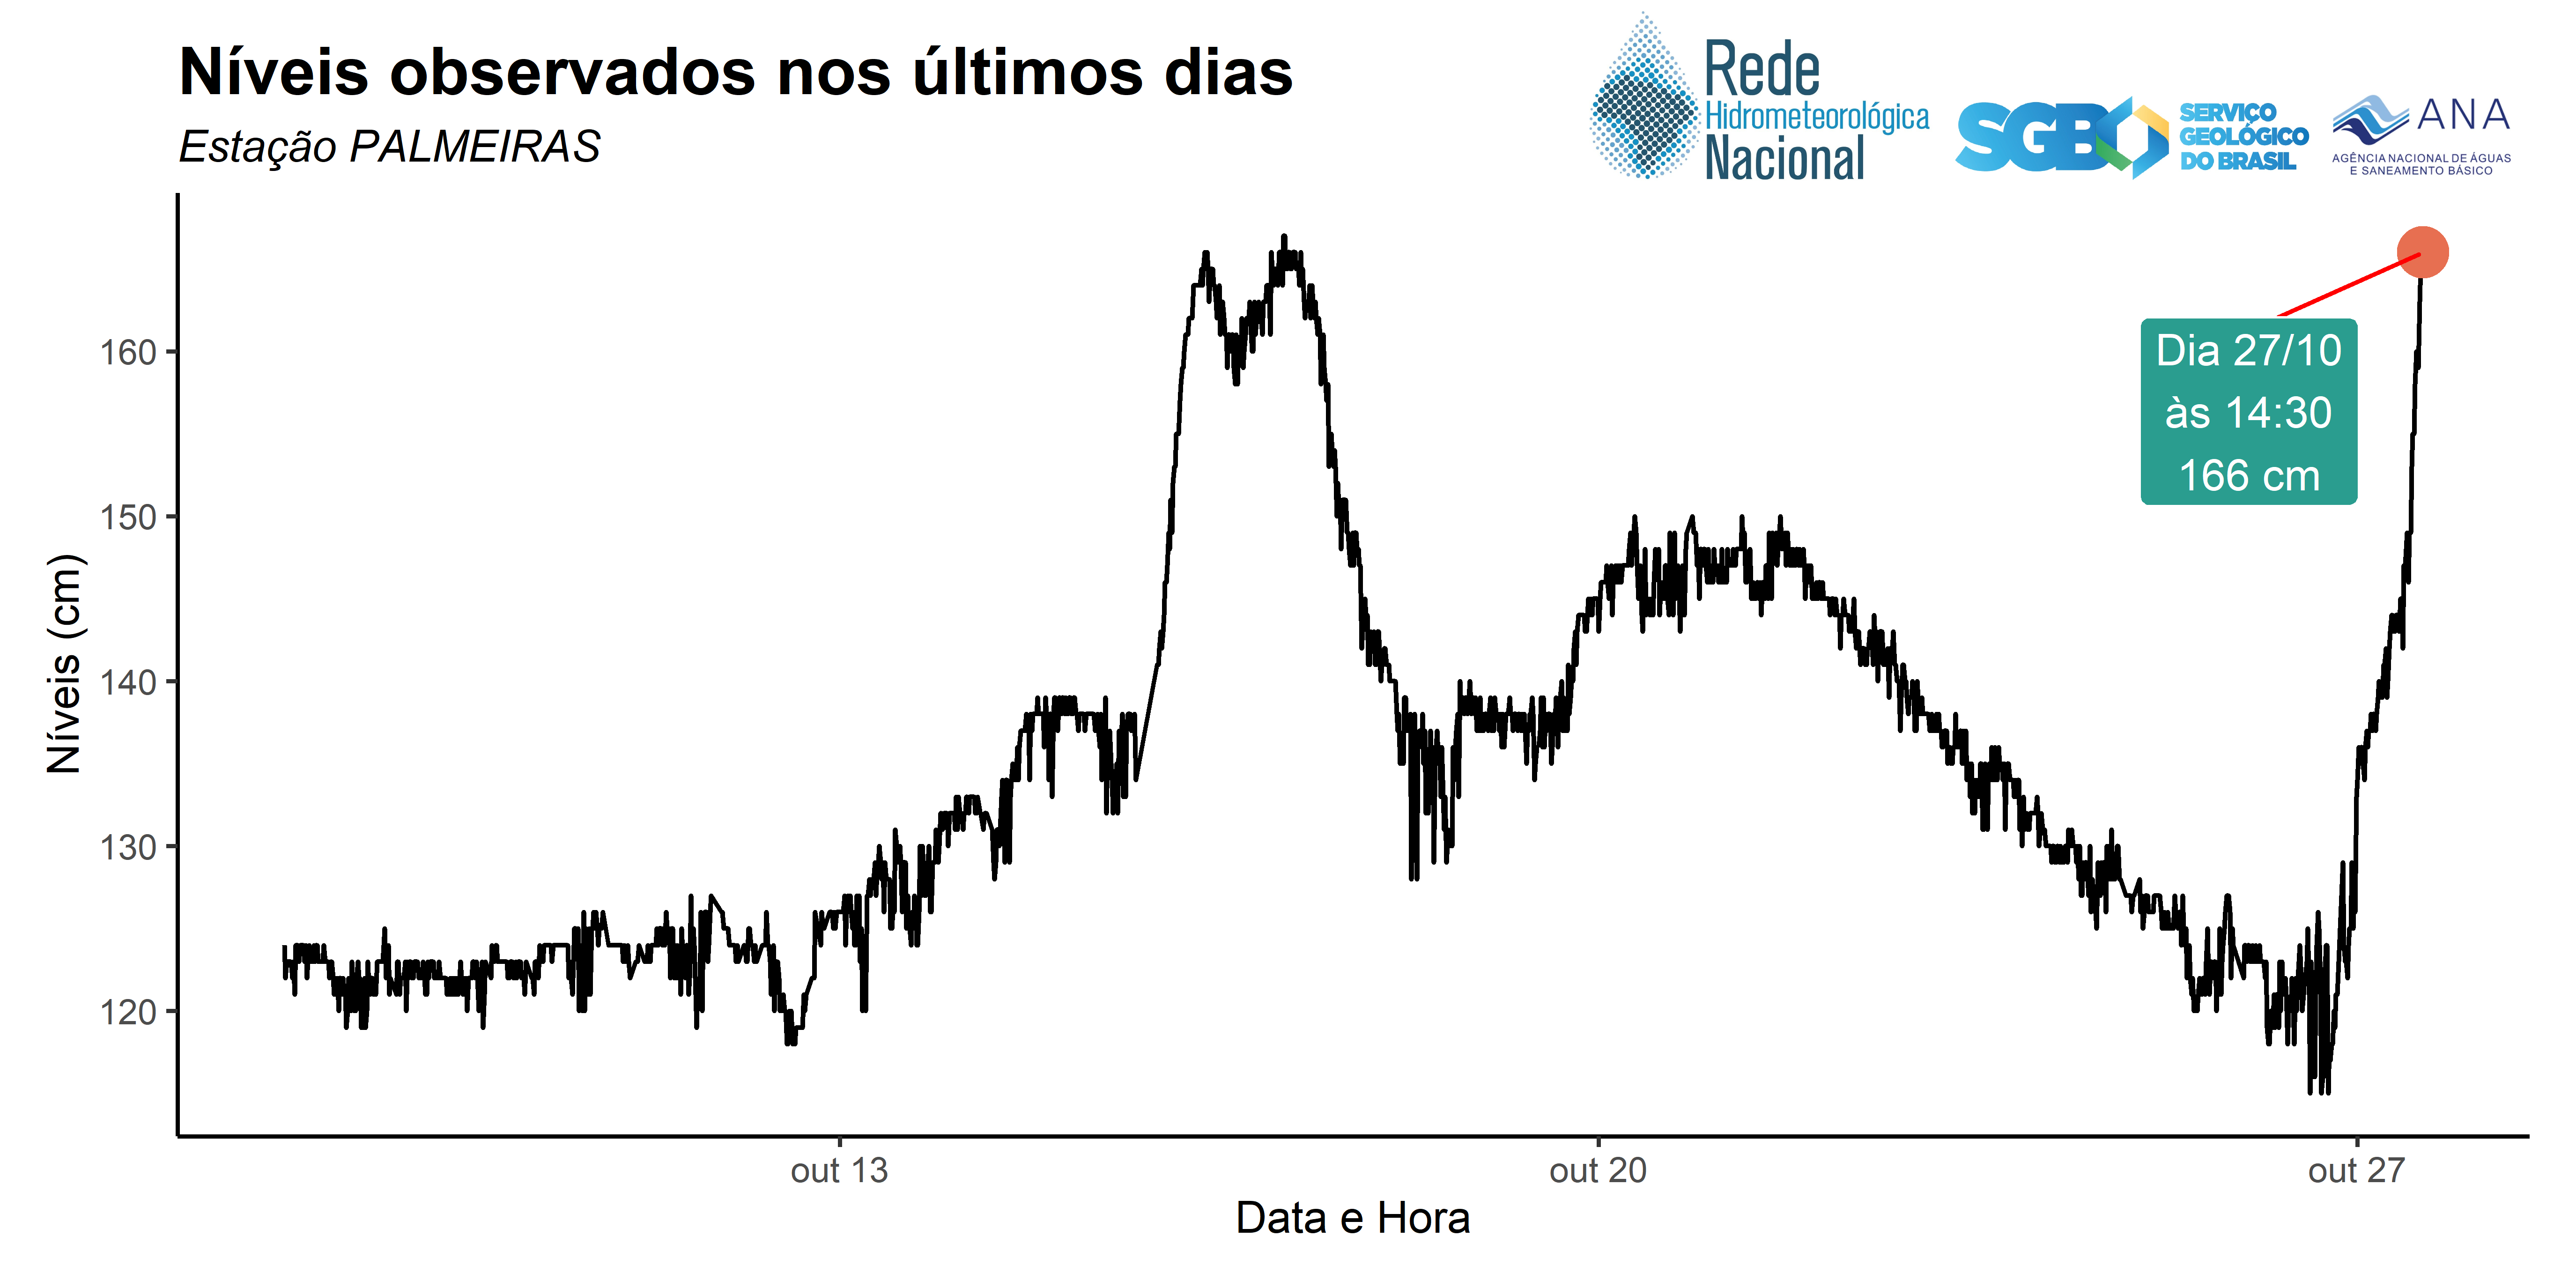 Níveis observados nos últimos dias
Estação PALMEIRAS
Rede
Hidrometeorológica
Nacional
SGB
SERVIÇO
GEOLÓGICO
DO BRASIL
ANA
AGÊNCIA NACIONAL DE ÁGUAS
E SANEAMENTO BÁSICO
Dia 27/10
às 14:30
166 cm
Níveis (cm)
160
150
140
130
120
out 13
out 20
out 27
Data e Hora